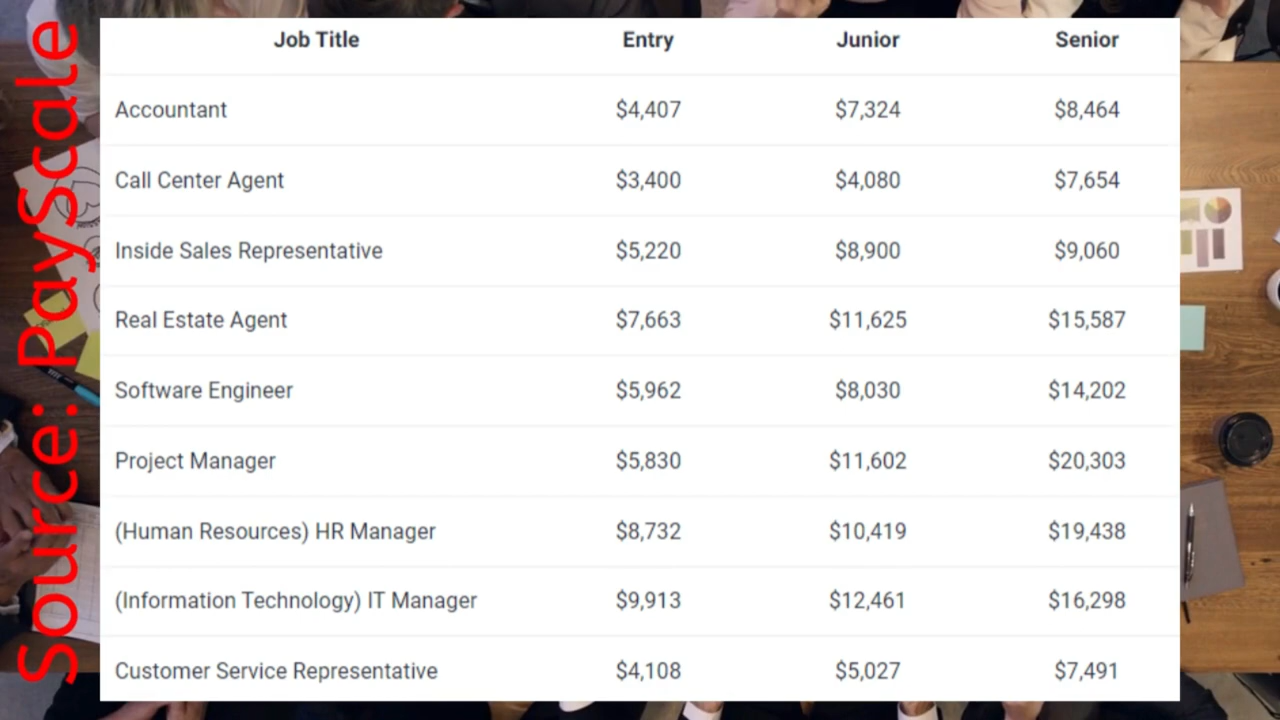 Source: PayScale
Job Title Entry Junior Senior
Accountant $4,407 $7,324 $8,464
Call Center Agent $3,400 $4,080 $7,654
Inside Sales Representative $5,220 $8,900 $9,060
Real Estate Agent $7,663 $11,625 $15,587
Software Engineer $5,962 $8,030 $14,202
Project Manager $5,830 $11,602 $20,303
(Human Resources) HR Manager $8,732 $10,419 $19,438
(Information Technology) IT Manager $9,913 $12,461 $16,298
Customer Service Representative $4,108 $5,027 $7,491